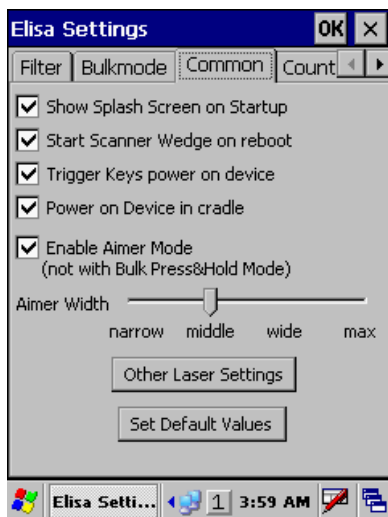 Elisa Settings OK ×
Filter Bulkmode Common Count
Show Splash Screen on Startup
Start Scanner Wedge on reboot
Trigger Keys power on device
Power on Device in cradle
Enable Aimer Mode
(not with Bulk Press&Hold Mode)
Aimer Width
narrow middle wide max
Other Laser Settings
Set Default Values
Elisa Setti... 1 3:59 AM